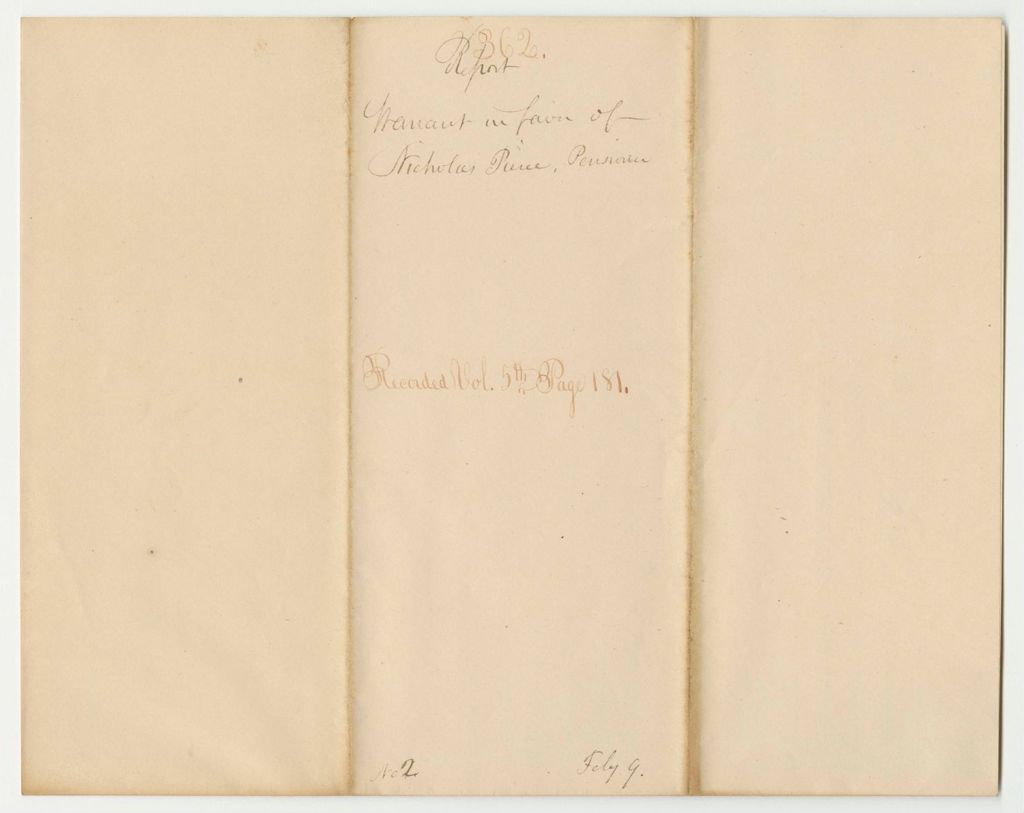 362.
Report
Warrant in favor of
Nicholas Pierce, Pensioner
Recorded Vol. 5th Page 181.
No 2
Feby 9.